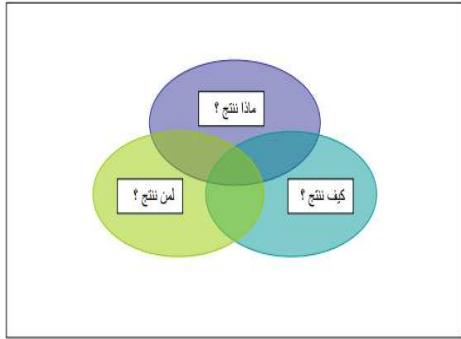 ماذا ننتج ؟
كيف ننتج ؟
لمن ننتج ؟